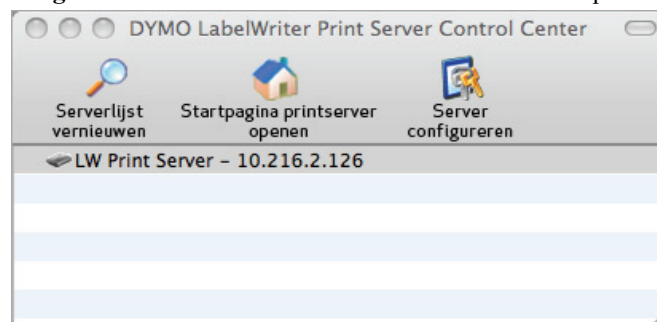 DYMO LabelWriter Print Server Control Center
Serverlijst vernieuwen
Startpagina printserver openen
Server configureren
LW Print Server – 10.216.2.126